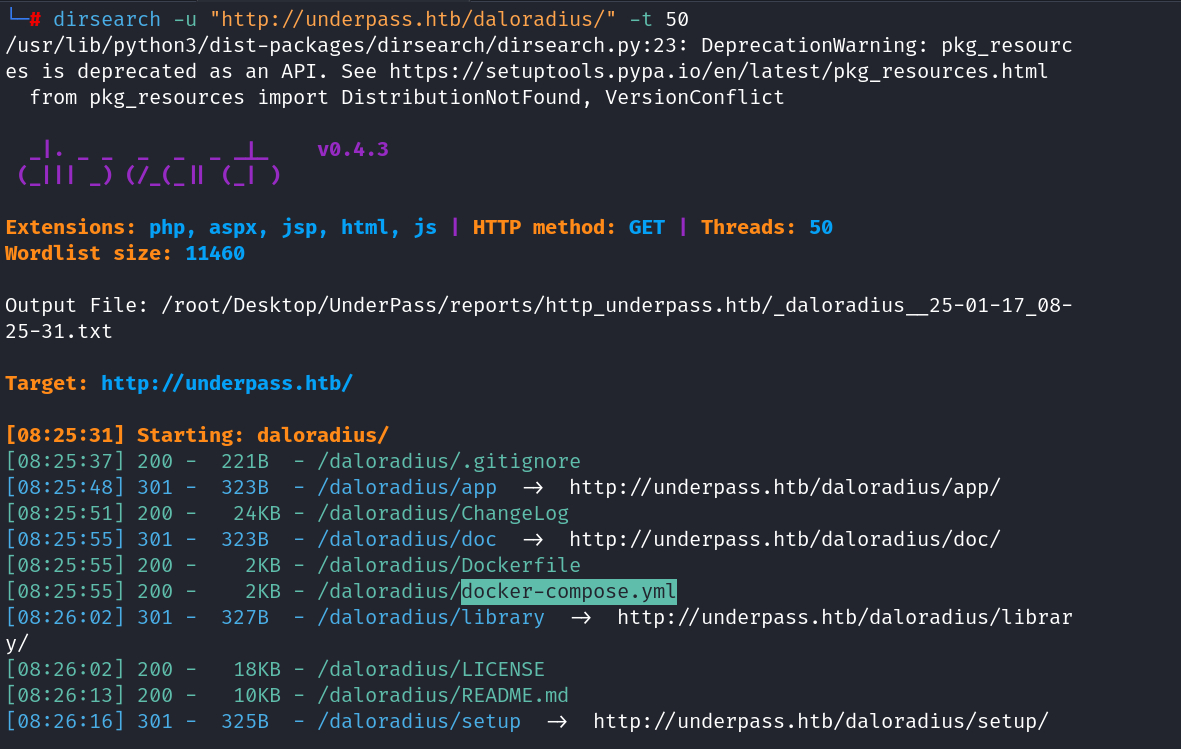 └─# dirsearch -u "http://underpass.htb/daloradius/" -t 50
/usr/lib/python3/dist-packages/dirsearch/dirsearch.py:23: DeprecationWarning: pkg_resourc
es is deprecated as an API. See https://setuptools.pypa.io/en/latest/pkg_resources.html
  from pkg_resources import DistributionNotFound, VersionConflict

  _|. _ _  _  _  _ _|_    v0.4.3
 (_||| _) (/_(_|| (_| )

Extensions: php, aspx, jsp, html, js | HTTP method: GET | Threads: 50
Wordlist size: 11460

Output File: /root/Desktop/UnderPass/reports/http_underpass.htb/_daloradius__25-01-17_08-
25-31.txt

Target: http://underpass.htb/

[08:25:31] Starting: daloradius/
[08:25:37] 200 -  221B  - /daloradius/.gitignore
[08:25:48] 301 -  323B  - /daloradius/app  ->  http://underpass.htb/daloradius/app/
[08:25:51] 200 -   24KB - /daloradius/ChangeLog
[08:25:55] 301 -  323B  - /daloradius/doc  ->  http://underpass.htb/daloradius/doc/
[08:25:55] 200 -    2KB - /daloradius/Dockerfile
[08:25:55] 200 -    2KB - /daloradius/docker-compose.yml
[08:26:02] 301 -  327B  - /daloradius/library  ->  http://underpass.htb/daloradius/librar
y/
[08:26:02] 200 -   18KB - /daloradius/LICENSE
[08:26:13] 200 -   10KB - /daloradius/README.md
[08:26:16] 301 -  325B  - /daloradius/setup  ->  http://underpass.htb/daloradius/setup/